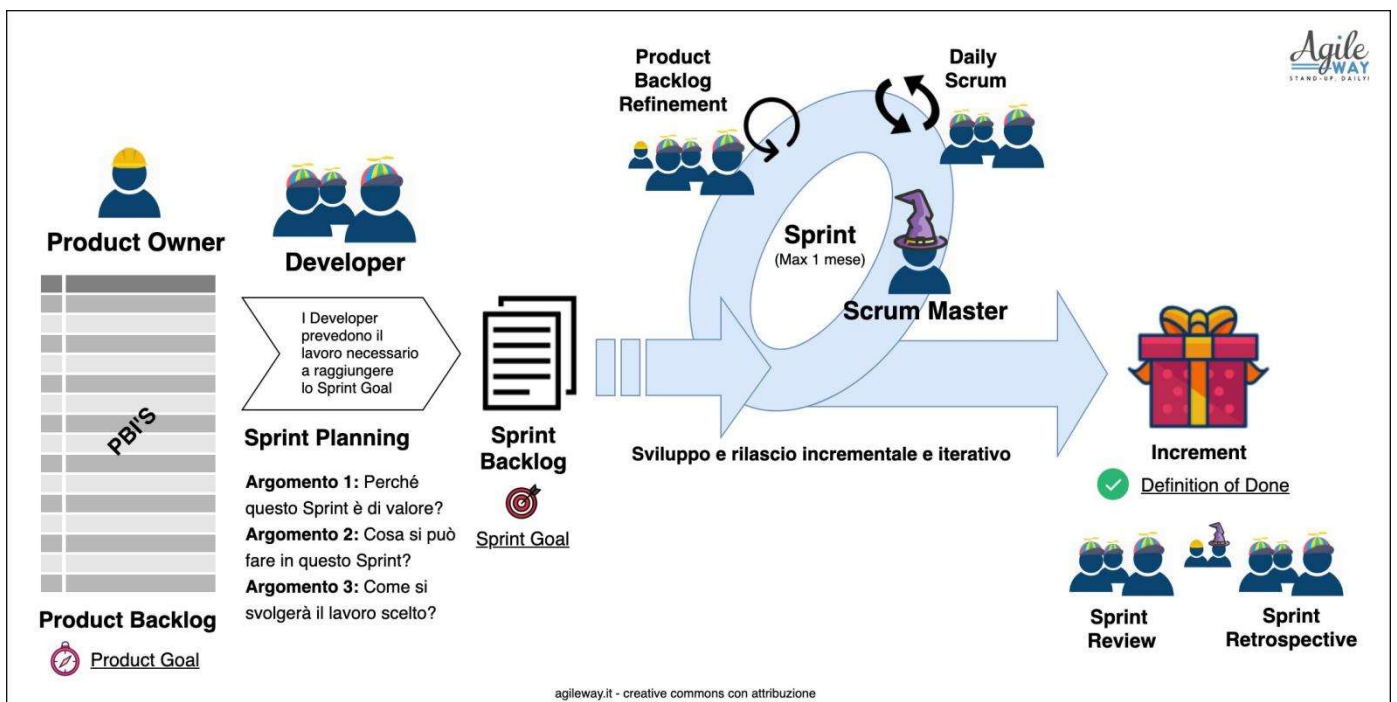 Agile
WAY
STAND-UP, DAILY!
Product
Backlog
Refinement
Daily
Scrum
Product Owner
Developer
Sprint
(Max 1 mese)
Scrum Master
I Developer
prevedono il
lavoro necessario
a raggiungere
lo Sprint Goal
PBI'S
Sprint Planning
Argomento 1: Perché
questo Sprint è di valore?
Argomento 2: Cosa si può
fare in questo Sprint?
Argomento 3: Come si
svolgerà il lavoro scelto?
Sprint
Backlog
Sprint Goal
Sviluppo e rilascio incrementale e iterativo
Increment
Definition of Done
Product Backlog
Product Goal
Sprint
Review
Sprint
Retrospective
agileway.it - creative commons con attribuzione